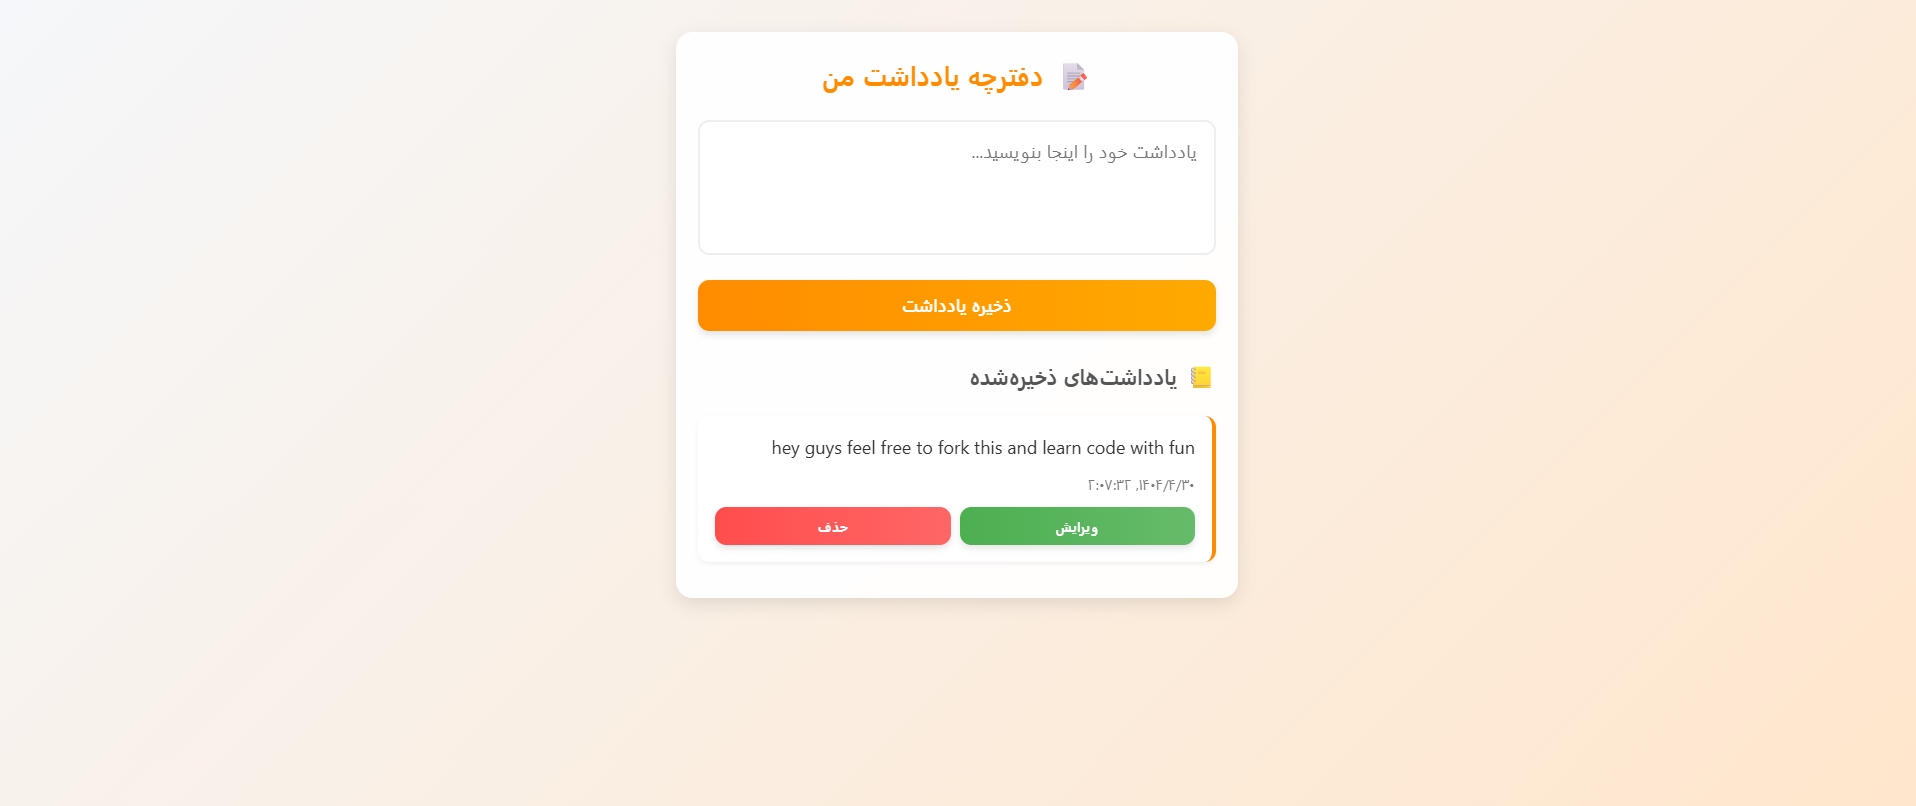 📝 دفترچه یادداشت من
یادداشت خود را اینجا بنویسید...
ذخیره یادداشت
📒 یادداشت‌های ذخیره‌شده
hey guys feel free to fork this and learn code with fun
۱۴۰۴/۴/۳۰, ۲:۰۷:۳۲
ویرایش
حذف